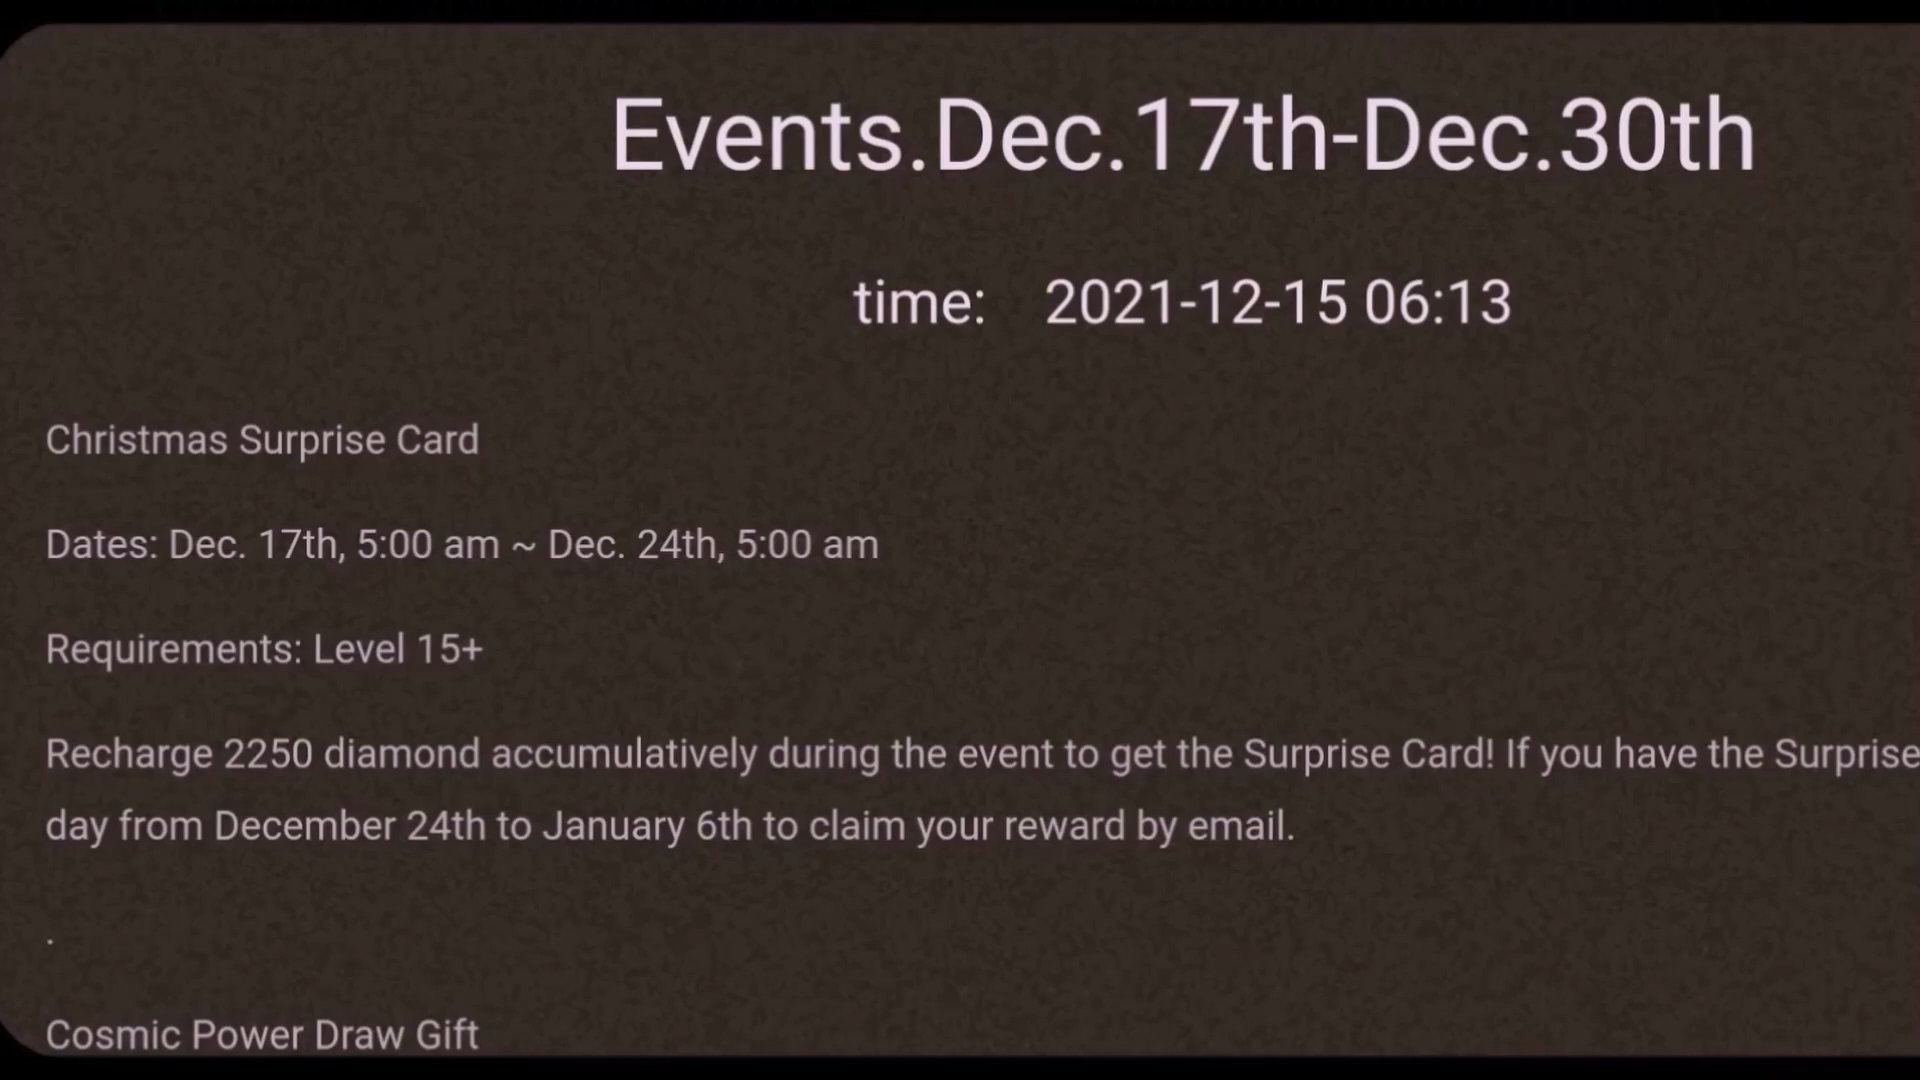 Events.Dec.17th-Dec.30th
time: 2021-12-15 06:13
Christmas Surprise Card
Dates: Dec. 17th, 5:00 am ~ Dec. 24th, 5:00 am
Requirements: Level 15+
Recharge 2250 diamond accumulatively during the event to get the Surprise Card! If you have the Surprise
day from December 24th to January 6th to claim your reward by email.
.
Cosmic Power Draw Gift